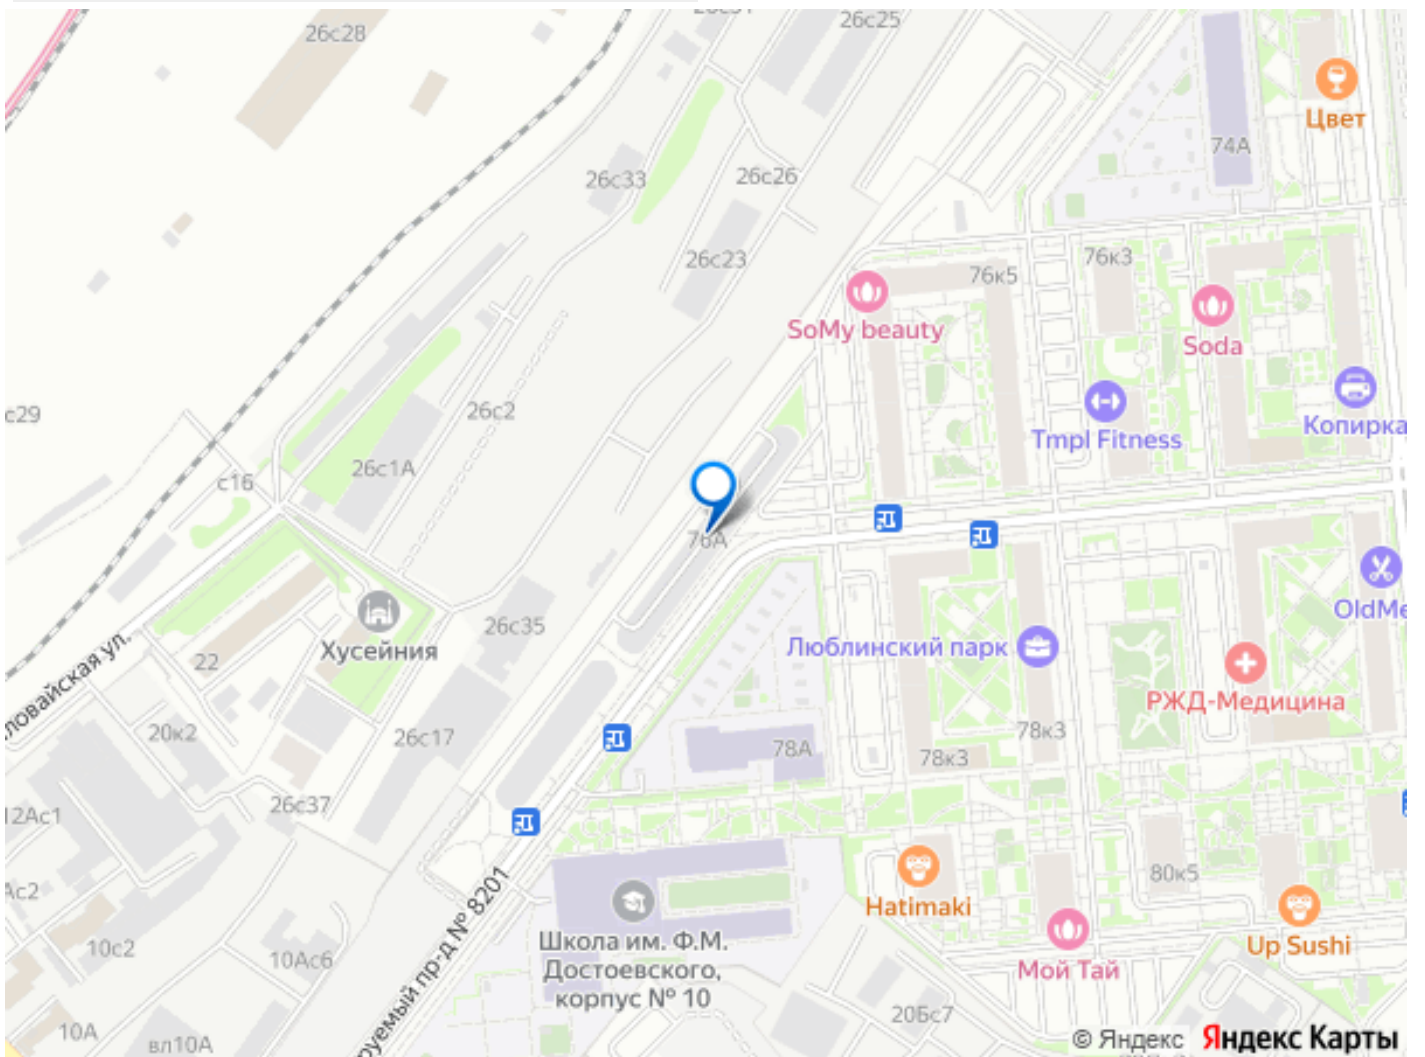 26с28
26с25
Цвет
74А
26с33
26с26
26с23
76к5
76к3
SoMy beauty
Soda
с29
26с2
Tmpl Fitness
Копирка
26с1А
с16
76А
OldMe
Хусейния
26с35
22
Люблинский парк
РЖД-Медицина
ловайская ул.
20к2
26с17
78А
78к3
78к3
26с37
12Ас1
80к5
Ас2
Hatimaki
руемый пр-д № 8201
10с2
10Ас6
Школа им. Ф.М.
Достоевского,
корпус № 10
Мой Тай
Up Sushi
20Бс7
10А
вл10А
© Яндекс Яндекс Карты